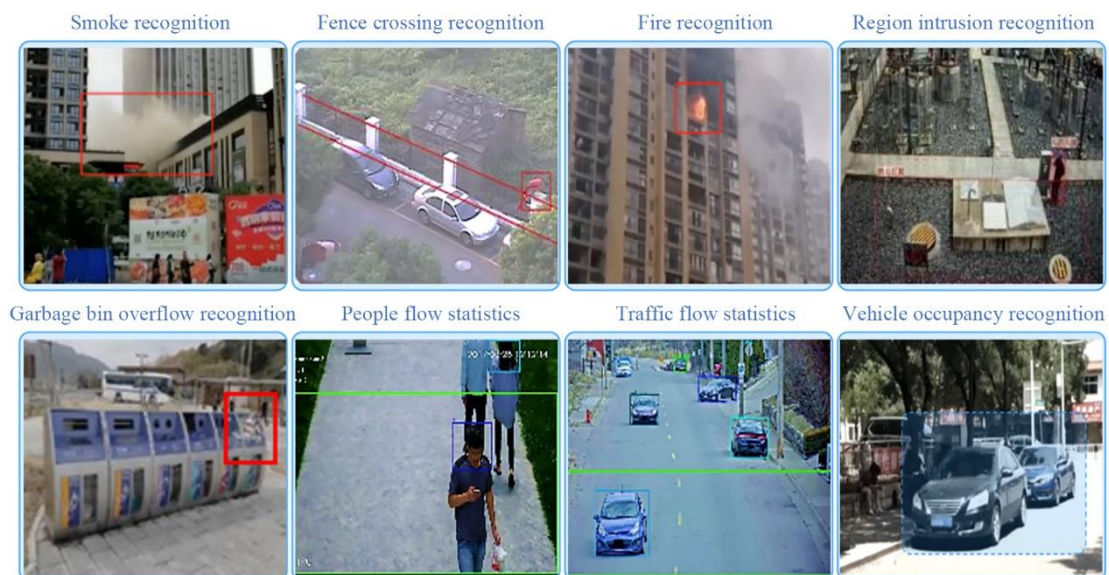 Smoke recognition
Fence crossing recognition
Fire recognition
Region intrusion recognition
Garbage bin overflow recognition
People flow statistics
Traffic flow statistics
Vehicle occupancy recognition